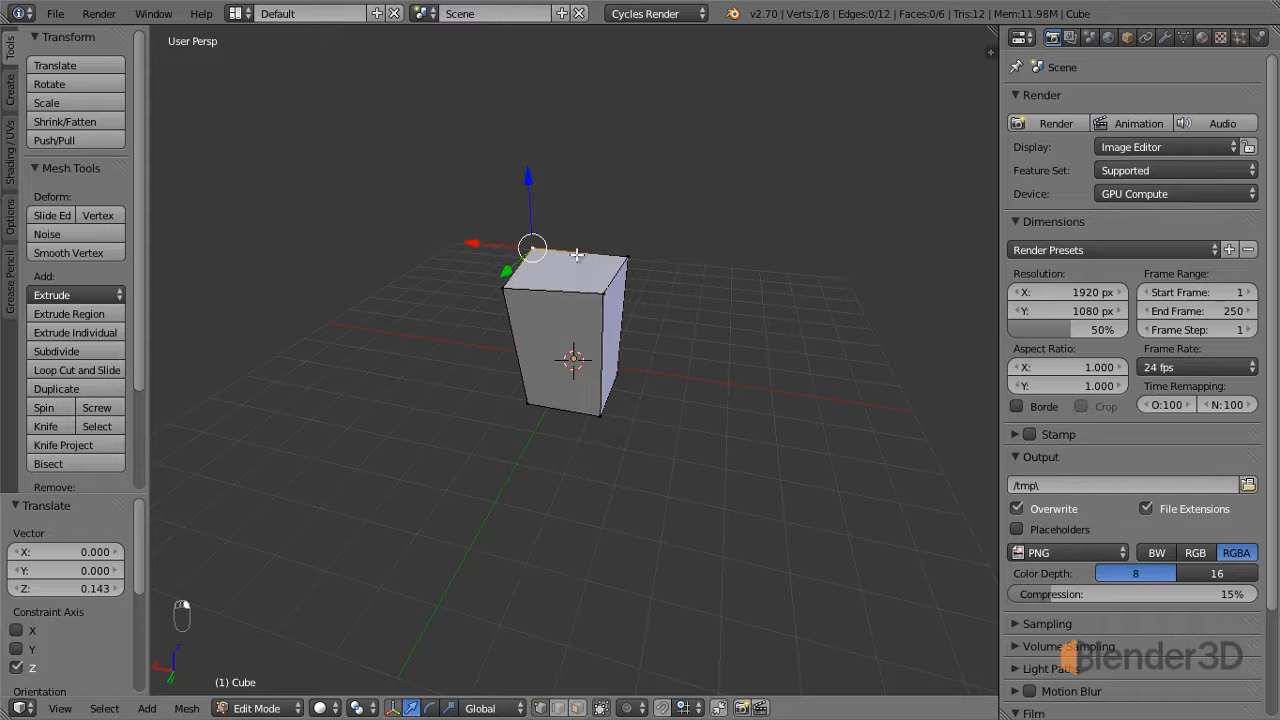 File Render Window Help Default Scene Cycles Render v2.70 | Verts:1/8 | Edges:0/12 | Faces:0/6 | Tris:12 | Mem:11.98M | Cube
User Persp
Tools
Create
Shading / UVs
Options
Grease Pencil
Transform
Translate
Rotate
Scale
Shrink/Fatten
Push/Pull
Mesh Tools
Deform:
Slide Ed Vertex
Noise
Smooth Vertex
Add:
Extrude
Extrude Region
Extrude Individual
Subdivide
Loop Cut and Slide
Duplicate
Spin Screw
Knife Select
Knife Project
Bisect
Remove:
Translate
Vector
X: 0.000
Y: 0.000
Z: 0.143
Constraint Axis
X
Y
Z
Orientation
(1) Cube
View Select Add Mesh Edit Mode Global
Scene
Render
Render Animation Audio
Display: Image Editor
Feature Set: Supported
Device: GPU Compute
Dimensions
Render Presets
Resolution: Frame Range:
X: 1920 px Start Frame: 1
Y: 1080 px End Frame: 250
50% Frame Step: 1
Aspect Ratio: Frame Rate:
X: 1.000 24 fps
Y: 1.000 Time Remapping:
Borde Crop O:100 N:100
Stamp
Output
/tmp\
Overwrite File Extensions
Placeholders
PNG BW RGB RGBA
Color Depth: 8 16
Compression: 15%
Sampling
Volume Sampling
Light Paths
Blender3D
Motion Blur
Film